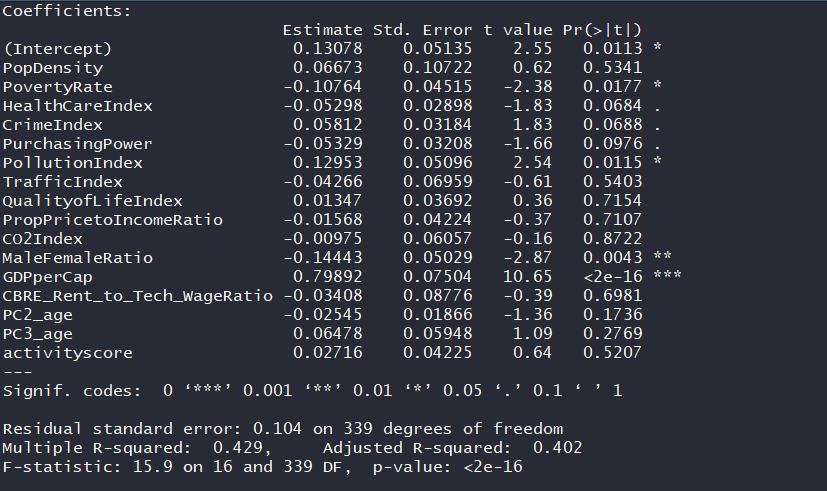 Coefficients:
Estimate Std. Error t value Pr(>|t|)
(Intercept) 0.13078 0.05135 2.55 0.0113 *
PopDensity 0.06673 0.10722 0.62 0.5341
PovertyRate -0.10764 0.04515 -2.38 0.0177 *
HealthCareIndex -0.05298 0.02898 -1.83 0.0684 .
CrimeIndex 0.05812 0.03184 1.83 0.0688 .
PurchasingPower -0.05329 0.03208 -1.66 0.0976 .
PollutionIndex 0.12953 0.05096 2.54 0.0115 *
TrafficIndex -0.04266 0.06959 -0.61 0.5403
QualityofLifeIndex 0.01347 0.03692 0.36 0.7154
PropPricetoIncomeRatio -0.01568 0.04224 -0.37 0.7107
CO2Index -0.00975 0.06057 -0.16 0.8722
MaleFemaleRatio -0.14443 0.05029 -2.87 0.0043 **
GDPperCap 0.79892 0.07504 10.65 <2e-16 ***
CBRE_Rent_to_Tech_WageRatio -0.03408 0.08776 -0.39 0.6981
PC2_age -0.02545 0.01866 -1.36 0.1736
PC3_age 0.06478 0.05948 1.09 0.2769
activityscore 0.02716 0.04225 0.64 0.5207
---
Signif. codes: 0 ‘***’ 0.001 ‘**’ 0.01 ‘*’ 0.05 ‘.’ 0.1 ‘ ’ 1
Residual standard error: 0.104 on 339 degrees of freedom
Multiple R-squared: 0.429, Adjusted R-squared: 0.402
F-statistic: 15.9 on 16 and 339 DF, p-value: <2e-16